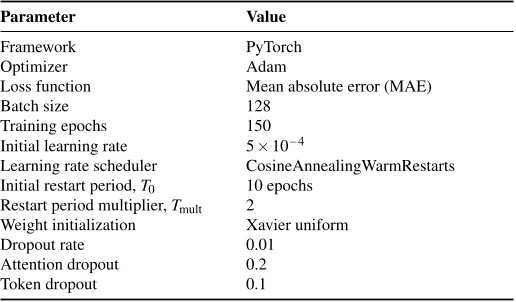 Parameter Value
Framework PyTorch
Optimizer Adam
Loss function Mean absolute error (MAE)
Batch size 128
Training epochs 150
Initial learning rate 5 × 10⁻⁴
Learning rate scheduler CosineAnnealingWarmRestarts
Initial restart period, T₀ 10 epochs
Restart period multiplier, T_mult 2
Weight initialization Xavier uniform
Dropout rate 0.01
Attention dropout 0.2
Token dropout 0.1